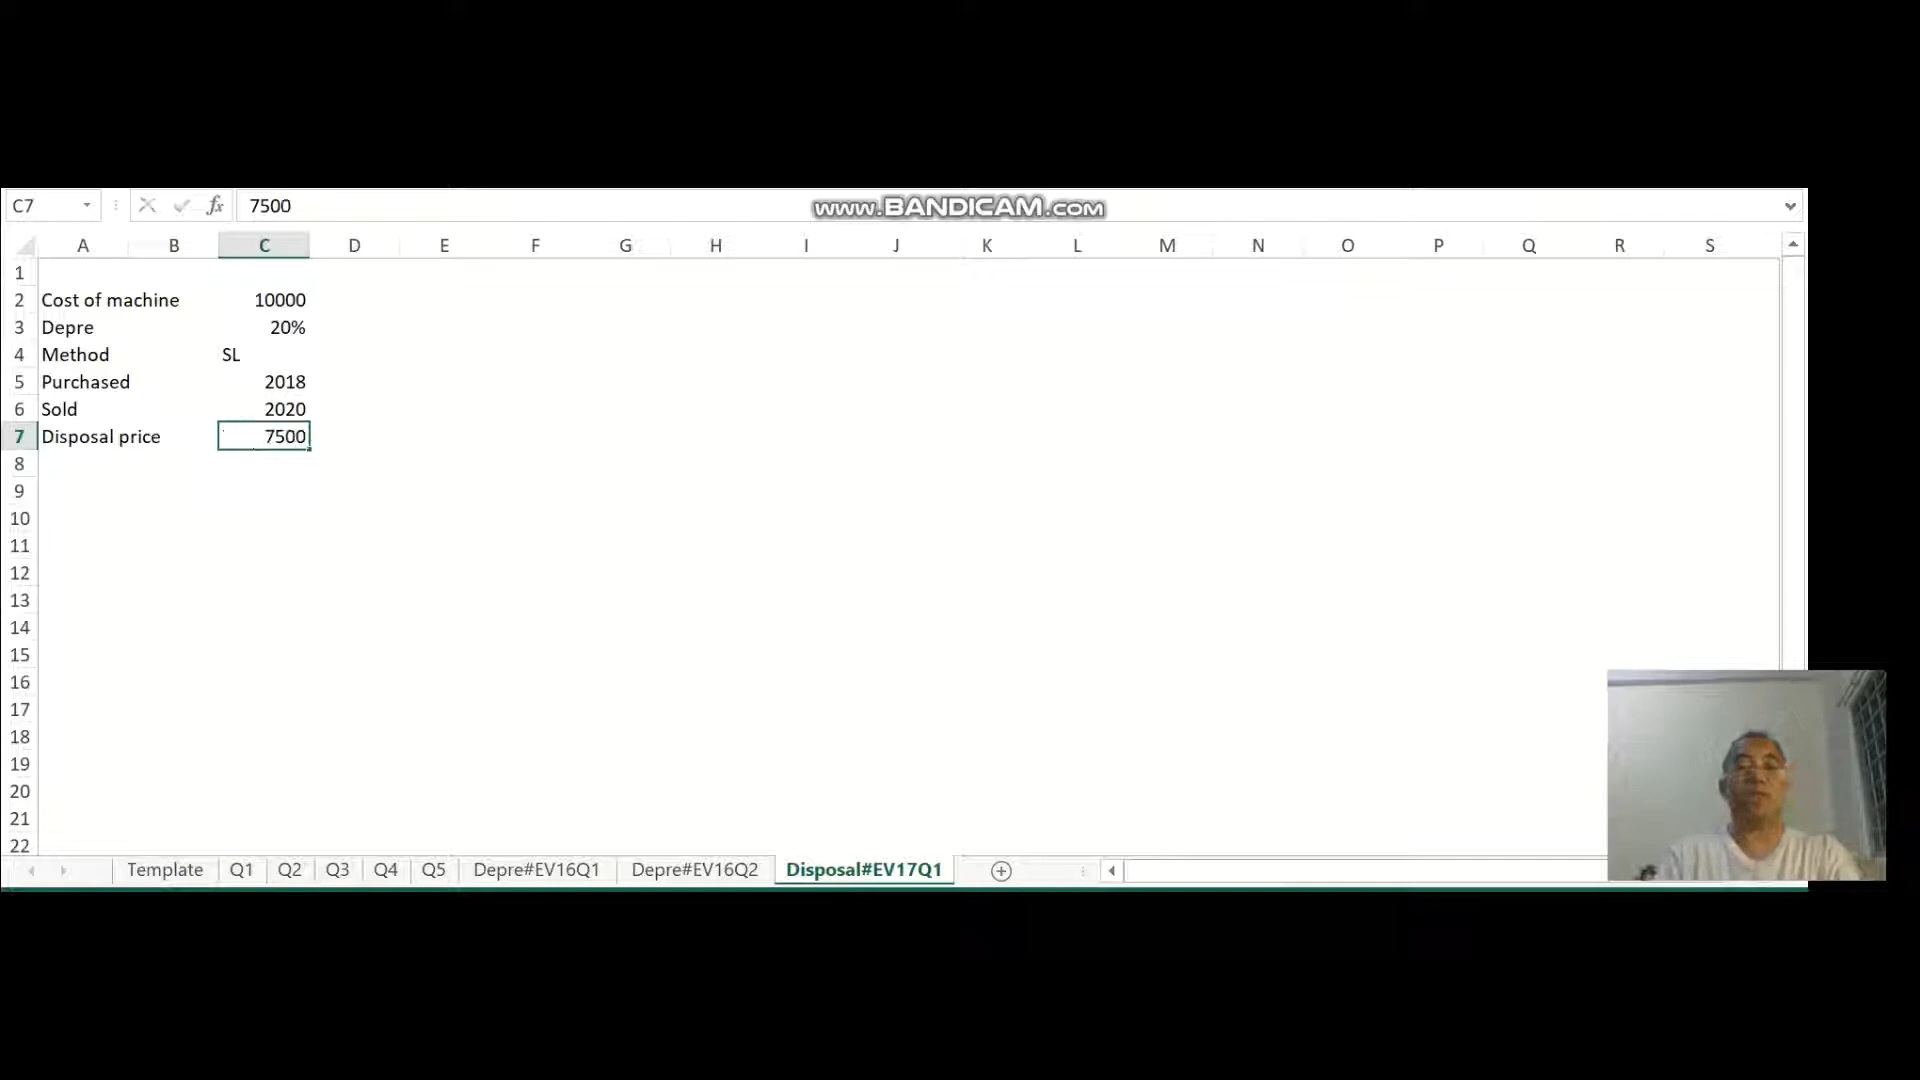 C7 fx 7500 www.BANDICAM.com
A B C D E F G H I J K L M N O P Q R S
1
2 Cost of machine 10000
3 Depre 20%
4 Method SL
5 Purchased 2018
6 Sold 2020
7 Disposal price 7500
8
9
10
11
12
13
14
15
16
17
18
19
20
21
22
Template Q1 Q2 Q3 Q4 Q5 Depre#EV16Q1 Depre#EV16Q2 Disposal#EV17Q1